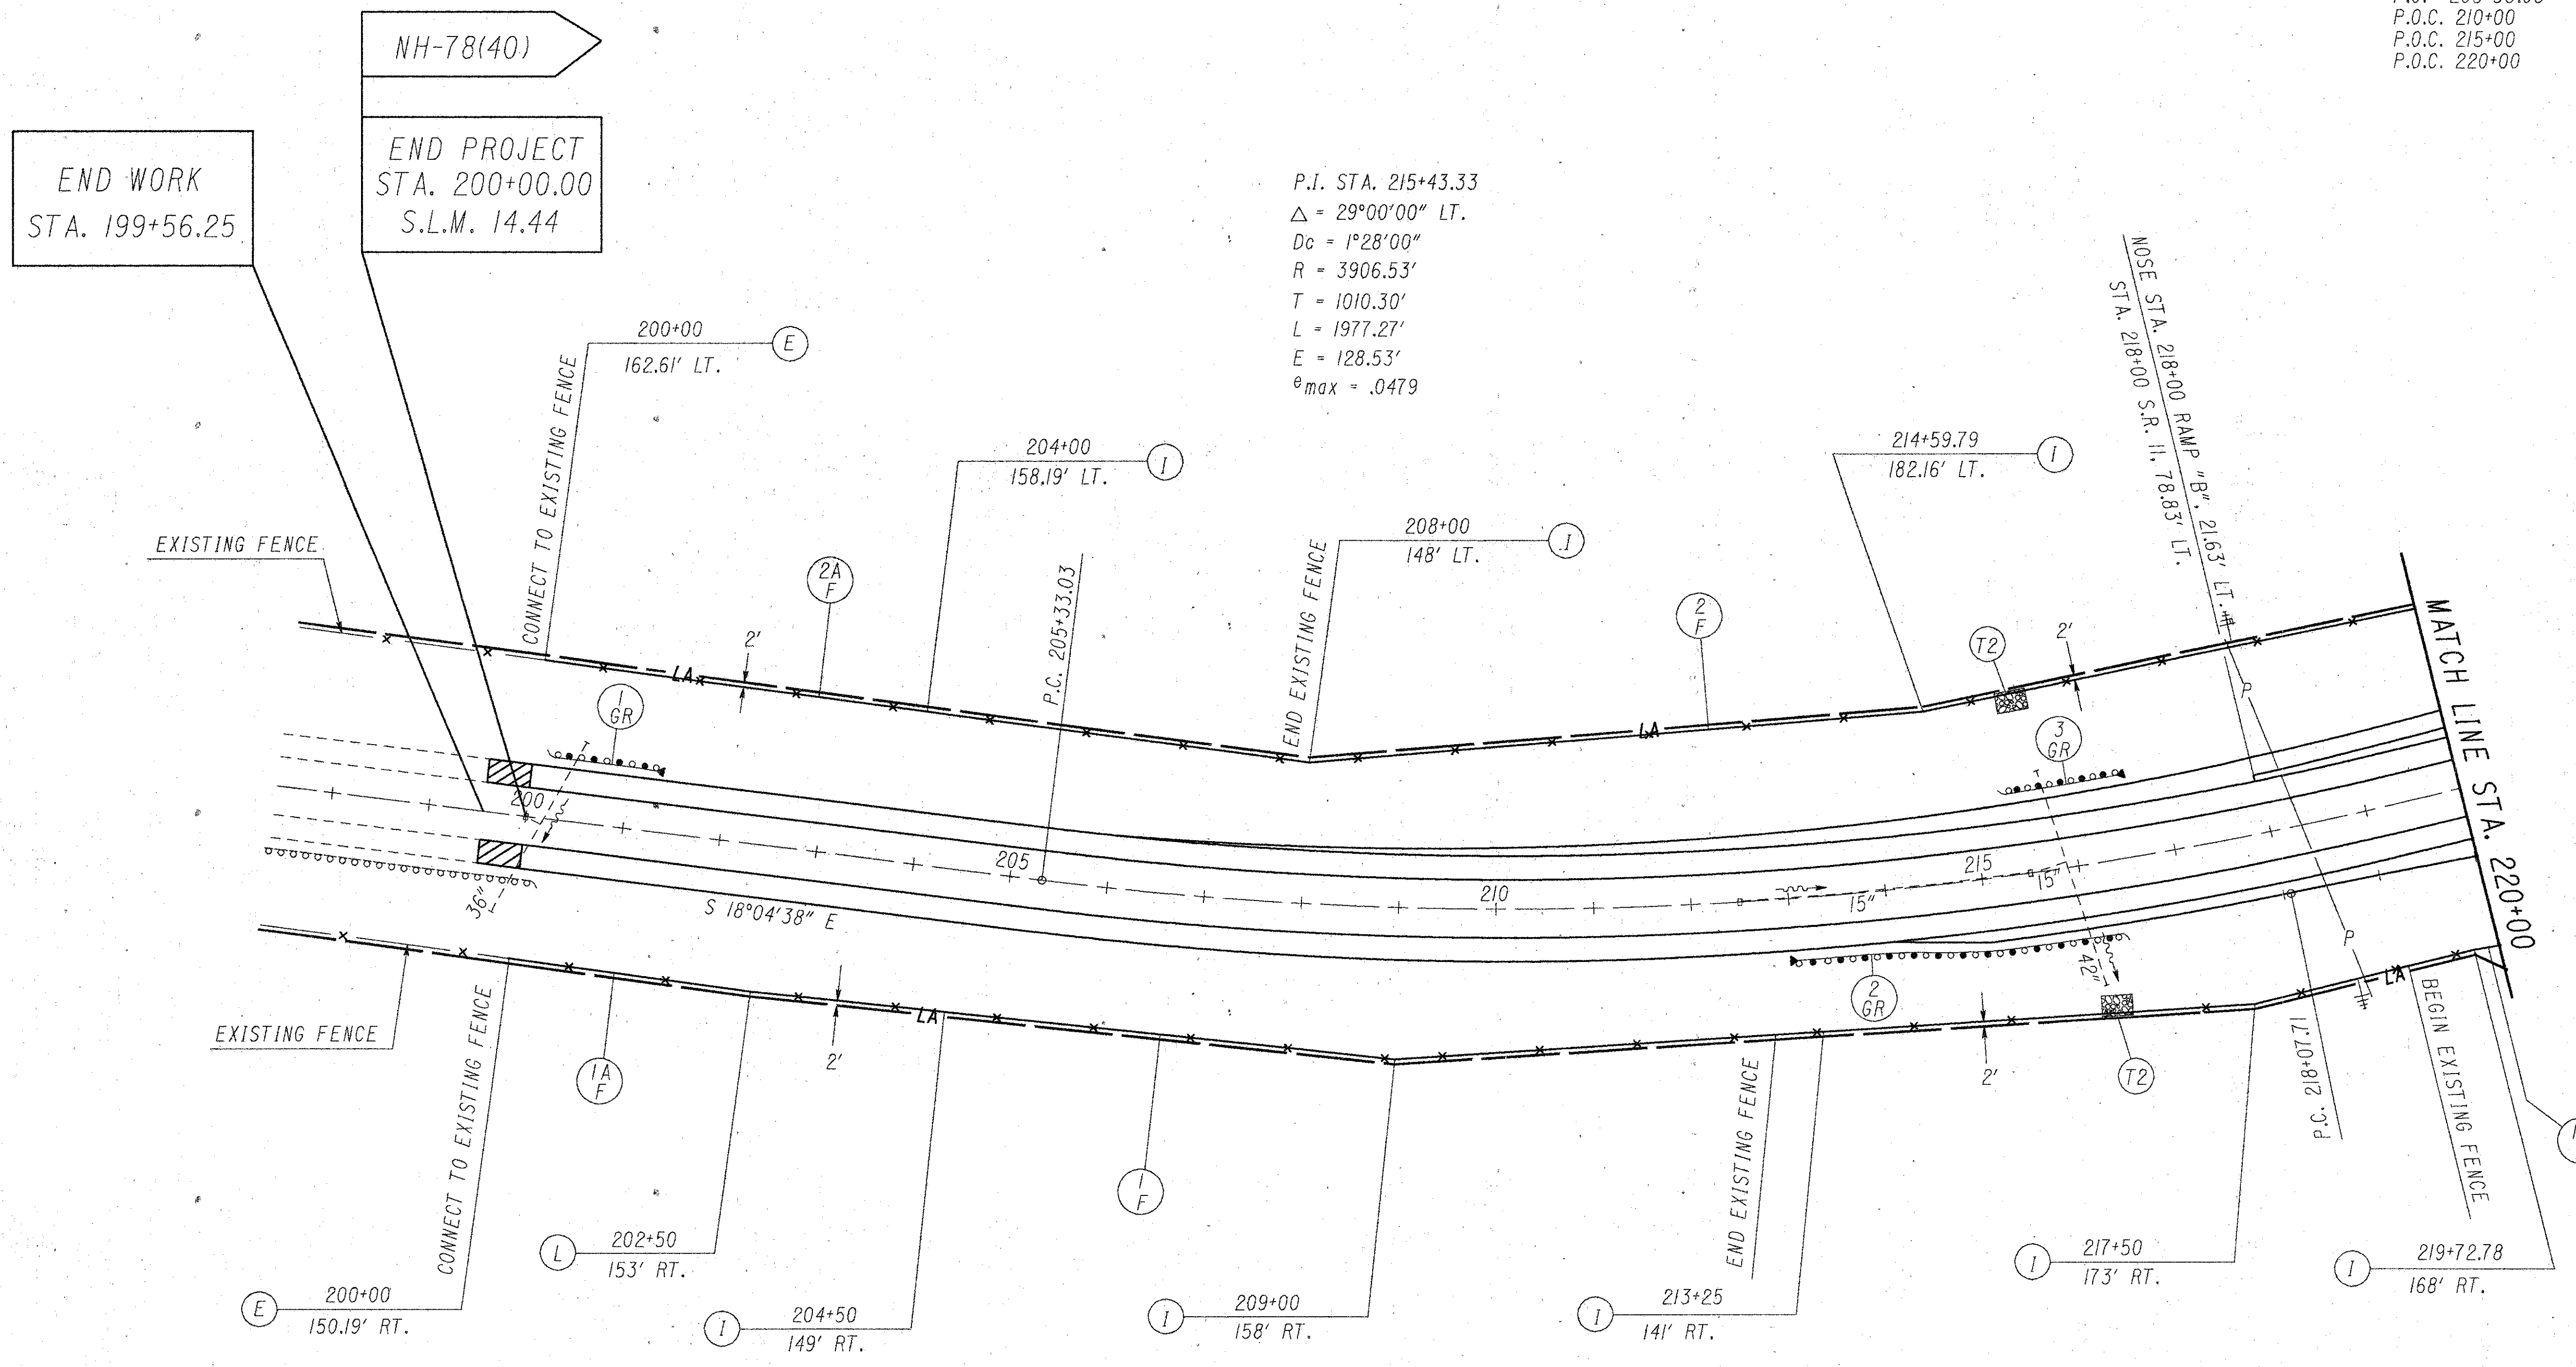 P.O.C. 210+00
P.O.C. 215+00
P.O.C. 220+00
NH-78(40)
END WORK
STA. 199+56.25
END PROJECT
STA. 200+00.00
S.L.M. 14.44
P.I. STA. 215+43.33
Δ = 29°00'00" LT.
Dc = 1°28'00"
R = 3906.53'
T = 1010.30'
L = 1977.27'
E = 128.53'
emax = .0479
NOSE STA. 218+00 RAMP "B", 21.63' LT.
STA. 218+00 S.R. 11, 78.83' LT.
200+00
162.61' LT.
E
CONNECT TO EXISTING FENCE
204+00
158.19' LT.
I
214+59.79
182.16' LT.
I
208+00
148' LT.
I
END EXISTING FENCE
EXISTING FENCE
2A
F
P.C. 205+33.03
2
F
T2
2'
2'
LA
LA
1
GR
3
GR
T
T
MATCH LINE STA. 220+00
200
205
210
215
15"
15"
36"
T
S 18°04'38" E
42"
T
2
GR
T2
LA
LA
2'
2'
EXISTING FENCE
CONNECT TO EXISTING FENCE
1A
F
1
F
END EXISTING FENCE
P.C. 218+07.71
BEGIN EXISTING FENCE
L
202+50
153' RT.
E
200+00
150.19' RT.
I
204+50
149' RT.
I
209+00
158' RT.
I
213+25
141' RT.
I
217+50
173' RT.
I
219+72.78
168' RT.